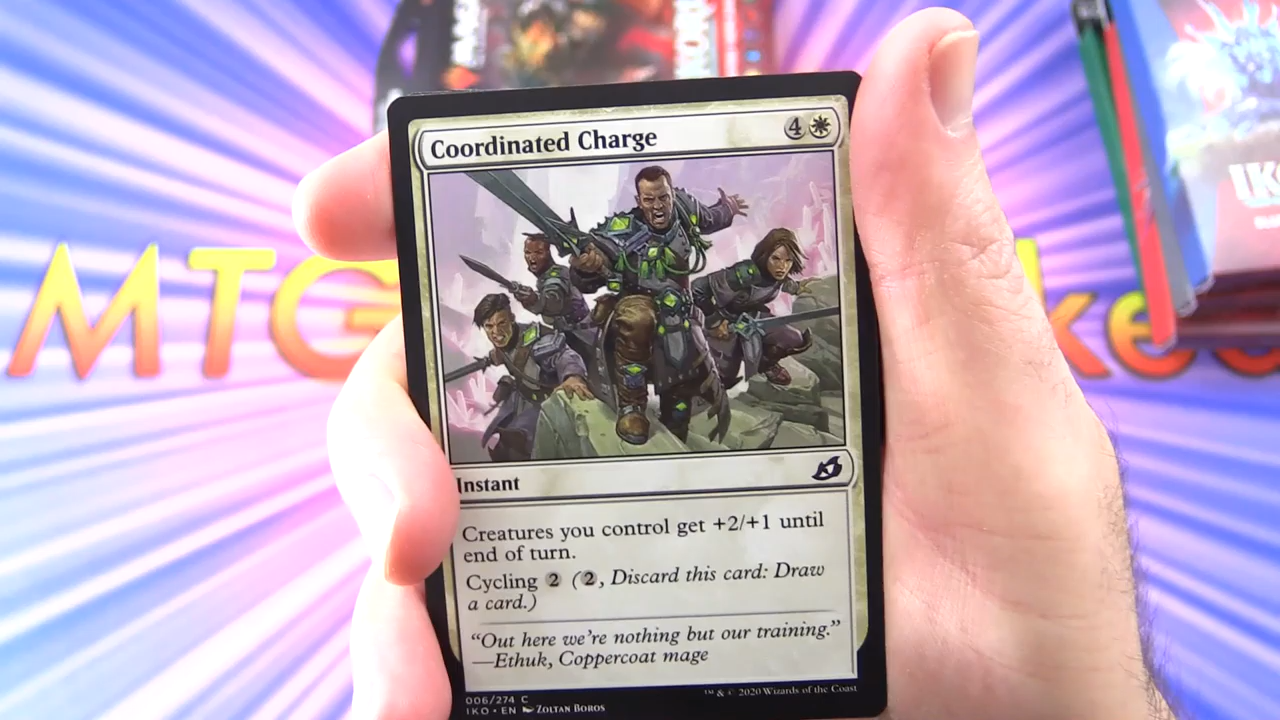 Coordinated Charge 4
MTG
Instant
Creatures you control get +2/+1 until
end of turn.
Cycling 2 (2, Discard this card: Draw
a card.)
“Out here we’re nothing but our training.”
—Ethuk, Coppercoat mage
006/274 C
IKO • EN Zoltan Boros
™ & © 2020 Wizards of the Coast